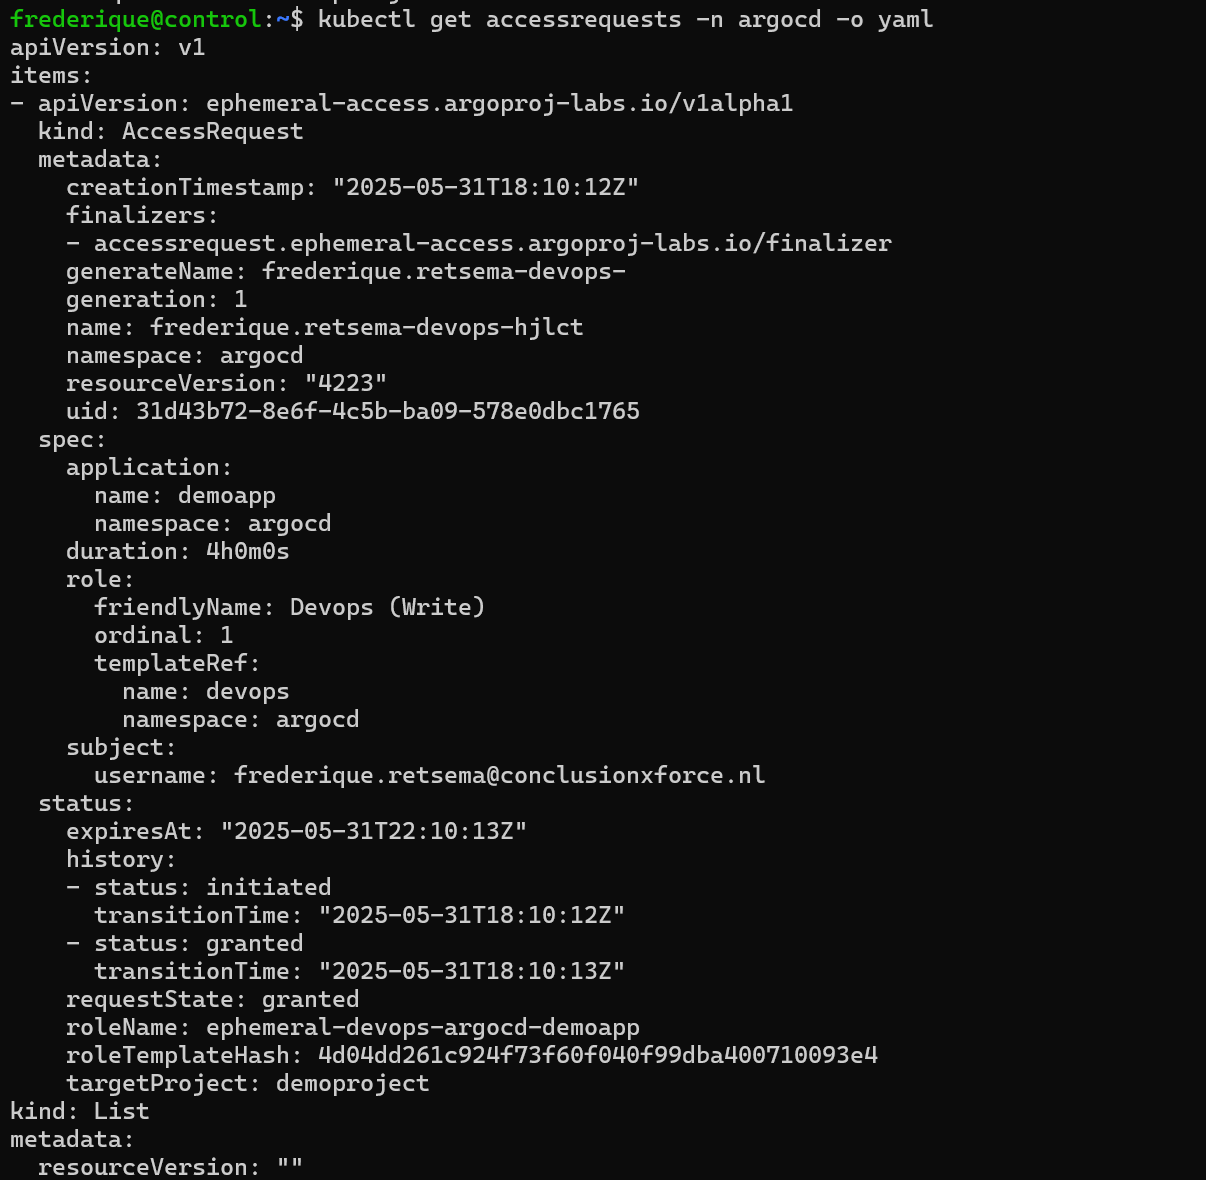 frederique@control:~$ kubectl get accessrequests -n argocd -o yaml
apiVersion: v1
items:
- apiVersion: ephemeral-access.argoproj-labs.io/v1alpha1
  kind: AccessRequest
  metadata:
    creationTimestamp: "2025-05-31T18:10:12Z"
    finalizers:
    - accessrequest.ephemeral-access.argoproj-labs.io/finalizer
    generateName: frederique.retsema-devops-
    generation: 1
    name: frederique.retsema-devops-hjlct
    namespace: argocd
    resourceVersion: "4223"
    uid: 31d43b72-8e6f-4c5b-ba09-578e0dbc1765
  spec:
    application:
      name: demoapp
      namespace: argocd
    duration: 4h0m0s
    role:
      friendlyName: Devops (Write)
      ordinal: 1
      templateRef:
        name: devops
        namespace: argocd
    subject:
      username: frederique.retsema@conclusionxforce.nl
  status:
    expiresAt: "2025-05-31T22:10:13Z"
    history:
    - status: initiated
      transitionTime: "2025-05-31T18:10:12Z"
    - status: granted
      transitionTime: "2025-05-31T18:10:13Z"
    requestState: granted
    roleName: ephemeral-devops-argocd-demoapp
    roleTemplateHash: 4d04dd261c924f73f60f040f99dba400710093e4
    targetProject: demoproject
kind: List
metadata:
  resourceVersion: ""